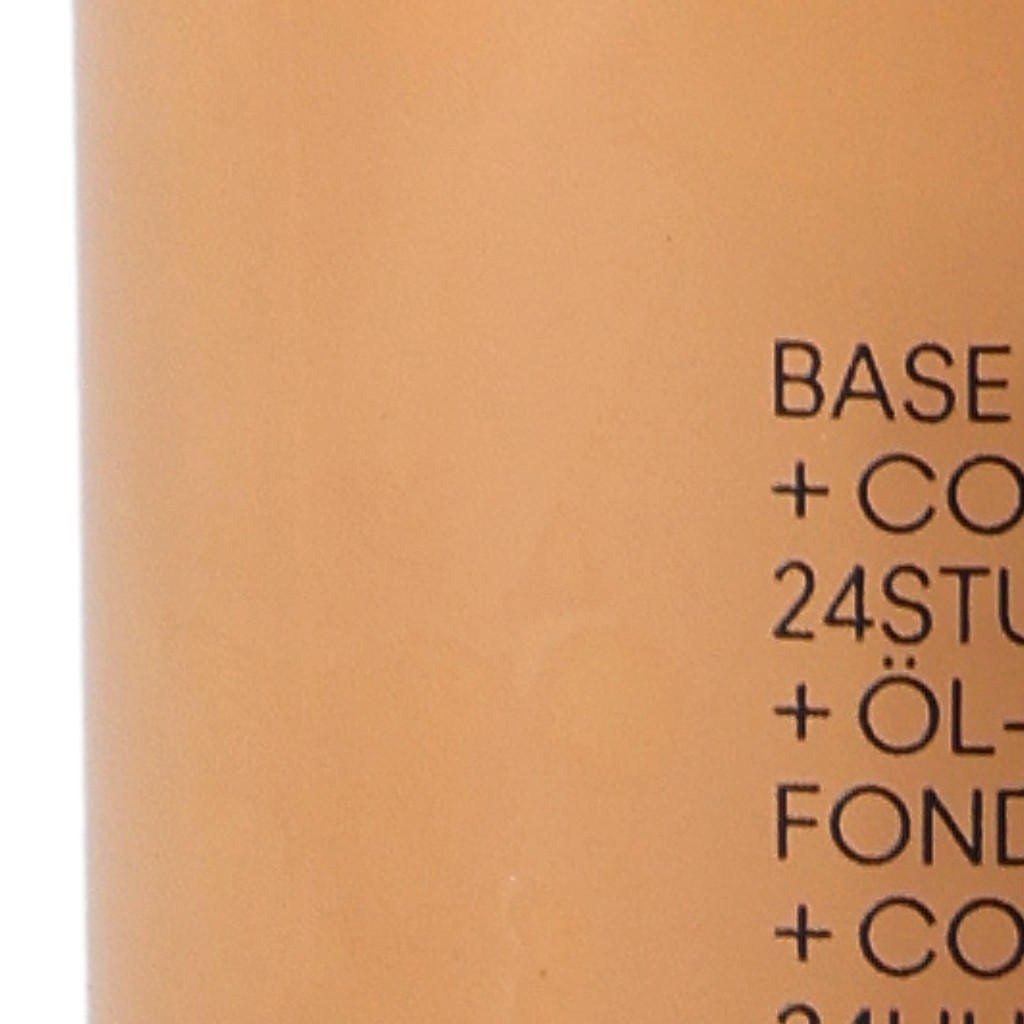 BASE
+ CO
24STU
+ ÖL-
FOND
+ CO